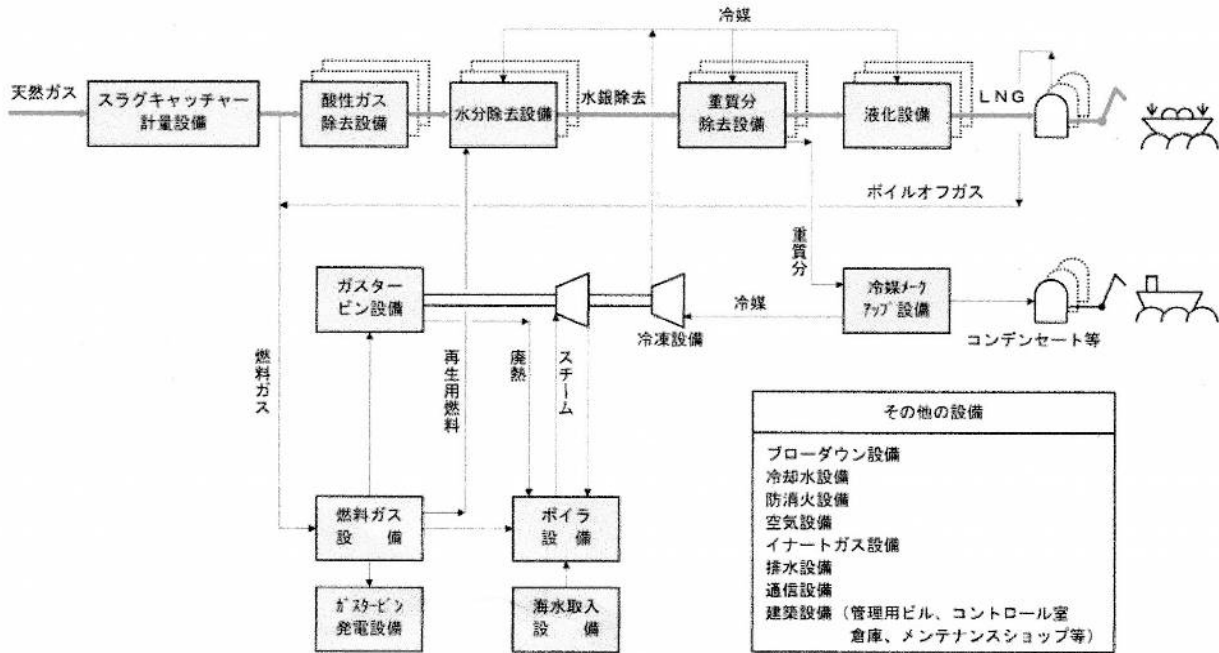 冷媒
天然ガス
スラグキャッチャー
計量設備
酸性ガス
除去設備
水分除去設備
水銀除去
重質分
除去設備
液化設備
LNG
ボイルオフガス
重質分
ガスター
ビン設備
冷凍設備
冷媒
冷媒メーク
アップ設備
コンデンセート等
燃料ガス
再生用燃料
廃熱
スチーム
燃料ガス
設 備
ボイラ
設 備
ガスタービン
発電設備
海水取入
設 備
その他の設備
ブローダウン設備
冷却水設備
防消火設備
空気設備
イナートガス設備
排水設備
通信設備
建築設備(管理用ビル、コントロール室
倉庫、メンテナンスショップ等)